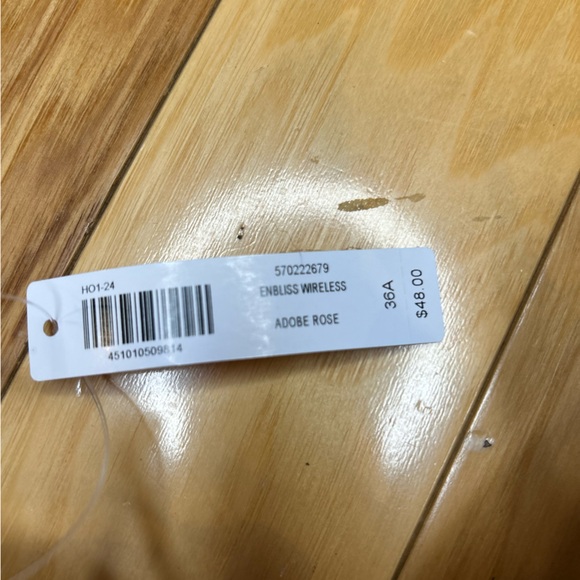 HO1-24
451010509814
570222679
ENBLISS WIRELESS
ADOBE ROSE
36A
$48.00